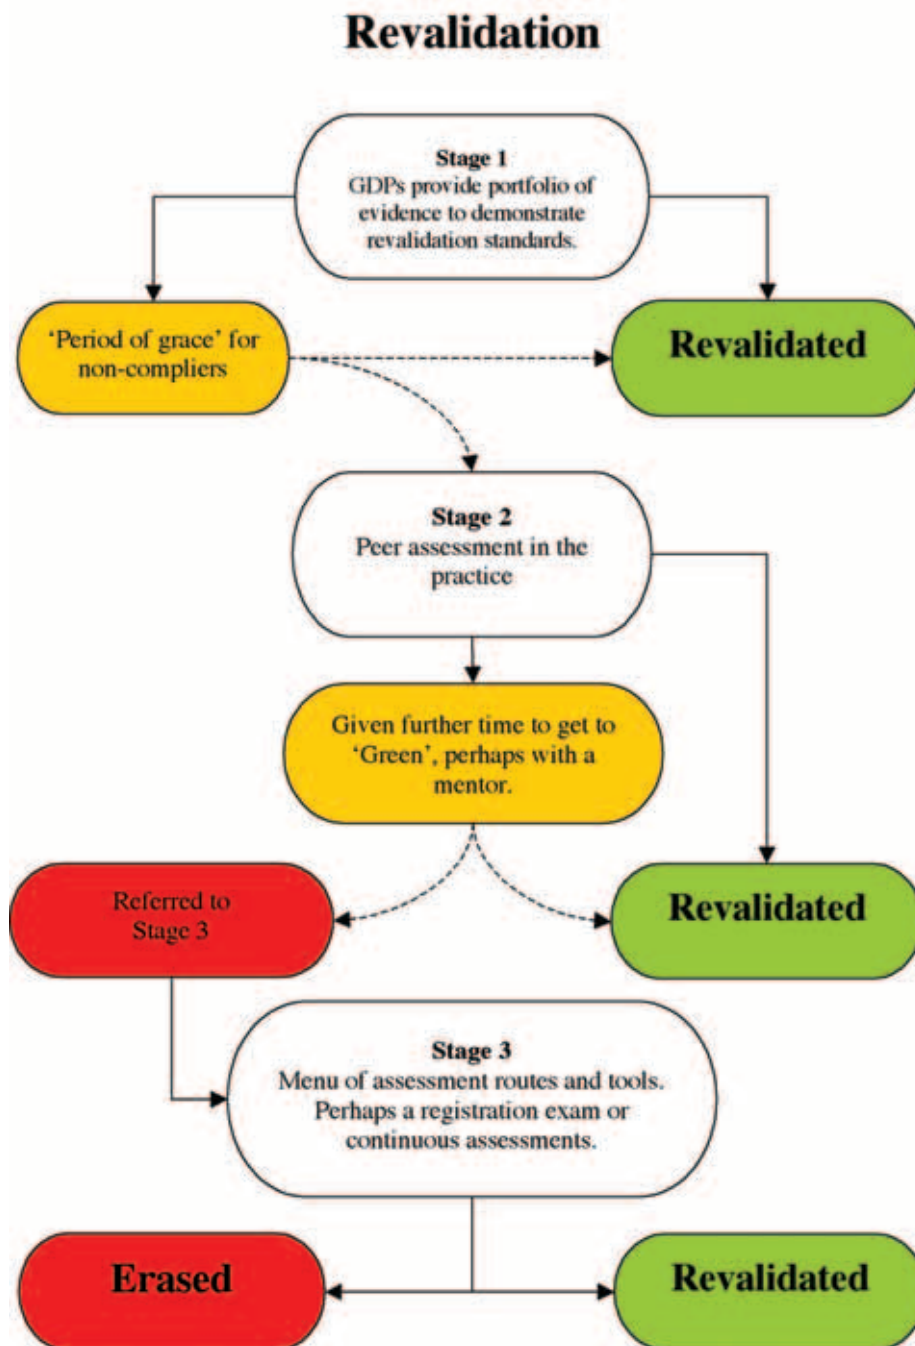 Revalidation
Stage 1
GDPs provide portfolio of
evidence to demonstrate
revalidation standards.
'Period of grace' for
non-compliers
Revalidated
Stage 2
Peer assessment in the
practice
Given further time to get to
'Green', perhaps with a
mentor.
Referred to
Stage 3
Revalidated
Stage 3
Menu of assessment routes and tools.
Perhaps a registration exam or
continuous assessments.
Erased
Revalidated